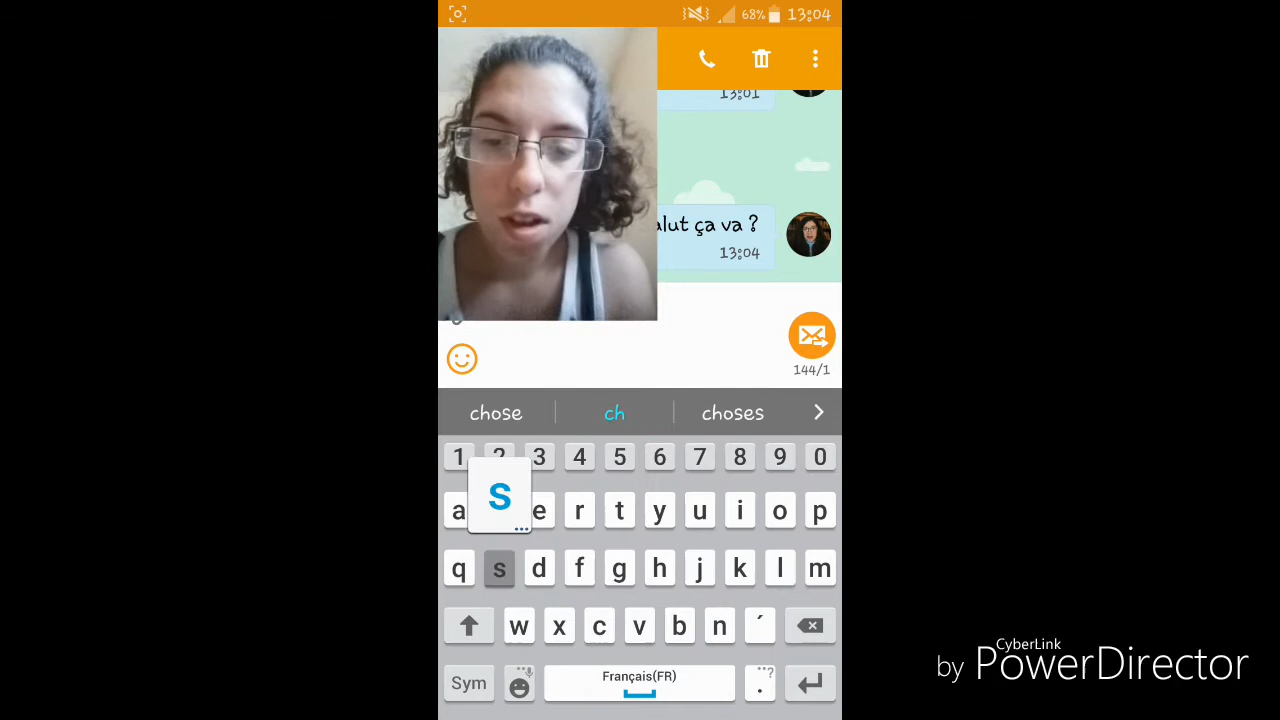 68% 13:04
13:01
alut ça va ?
13:04
144/1
chose ch choses
1 2 3 4 5 6 7 8 9 0
s
a e r t y u i o p
q s d f g h j k l m
w x c v b n ´
Sym Français(FR) . ?
CyberLink
by PowerDirector